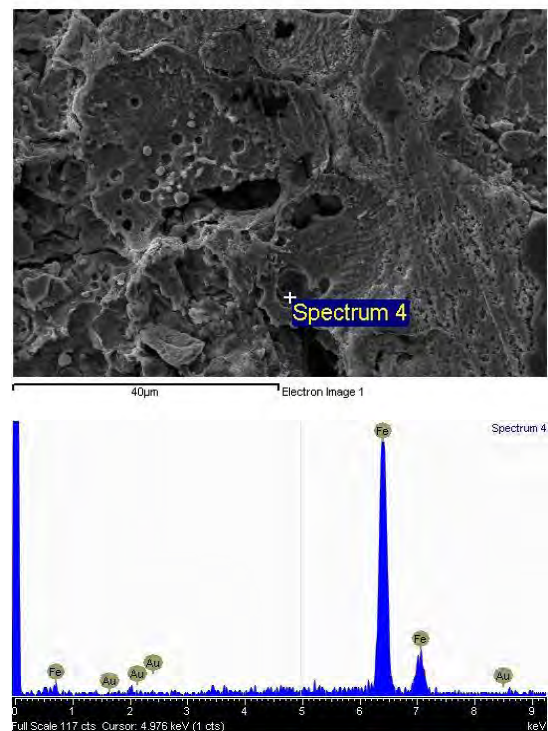 Spectrum 4
40µm Electron Image 1
Spectrum 4
Fe
Fe
Fe Au Au Au Au
0 1 2 3 4 5 6 7 8 9
Full Scale 117 cts Cursor: 4.976 keV (1 cts) keV